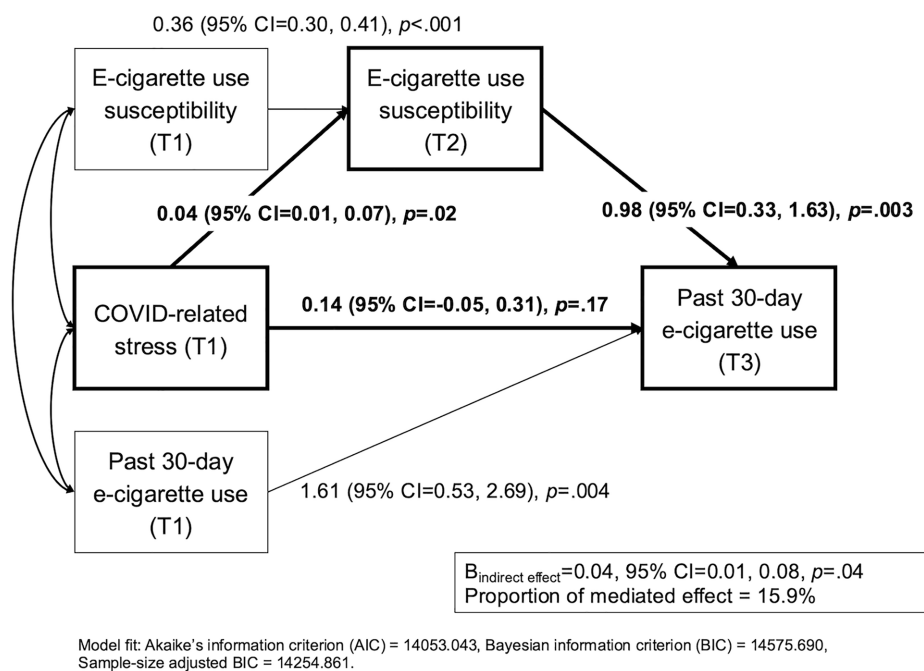 0.36 (95% CI=0.30, 0.41), p<.001
E-cigarette use
susceptibility
(T1)
E-cigarette use
susceptibility
(T2)
0.04 (95% CI=0.01, 0.07), p=.02
0.98 (95% CI=0.33, 1.63), p=.003
COVID-related
stress (T1)
0.14 (95% CI=-0.05, 0.31), p=.17
Past 30-day
e-cigarette use
(T3)
Past 30-day
e-cigarette use
(T1)
1.61 (95% CI=0.53, 2.69), p=.004
Bindirect effect=0.04, 95% CI=0.01, 0.08, p=.04
Proportion of mediated effect = 15.9%
Model fit: Akaike's information criterion (AIC) = 14053.043, Bayesian information criterion (BIC) = 14575.690,
Sample-size adjusted BIC = 14254.861.